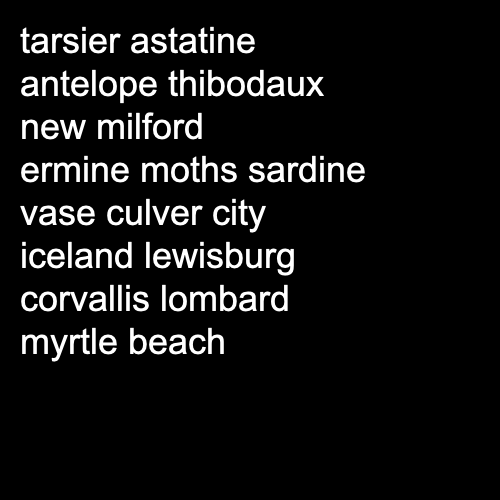 tarsier astatine
antelope thibodaux
new milford
ermine moths sardine
vase culver city
iceland lewisburg
corvallis lombard
myrtle beach